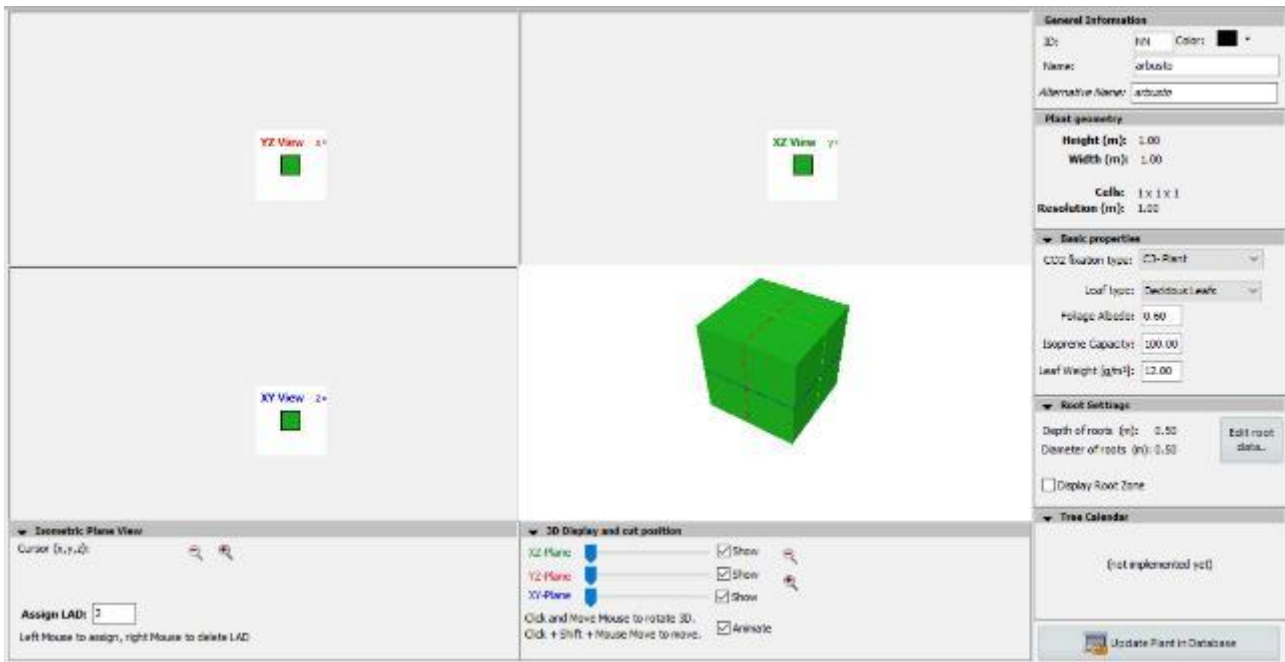 YZ View x=
XZ View y=
XY View z=
Isometric Plane View
Cursor (x,y,z):
Assign LAD: 2
Left Mouse to assign, right Mouse to delete LAD
3D Display and cut position
XZ-Plane Show
YZ-Plane Show
XY-Plane Show
Click and Move Mouse to rotate 3D.
Click + Shift + Mouse Move to move.
Animate
General Information
ID: NN Color:
Name: arbusto
Alternative Name: arbusto
Plant geometry
Height (m): 1.00
Width (m): 1.00
Cells: 1 x 1 x 1
Resolution (m): 1.00
Basic properties
CO2 fixation type: C3-Plant
Leaf type: Decidous Leafs
Foliage Albedo: 0.60
Isoprene Capacity: 100.00
Leaf Weight [g/m²]: 12.00
Root Settings
Depth of roots (m): 0.50
Diameter of roots (m): 0.50
Edit root
data..
Display Root Zone
Tree Calendar
(not implemented yet)
Update Plant in Database